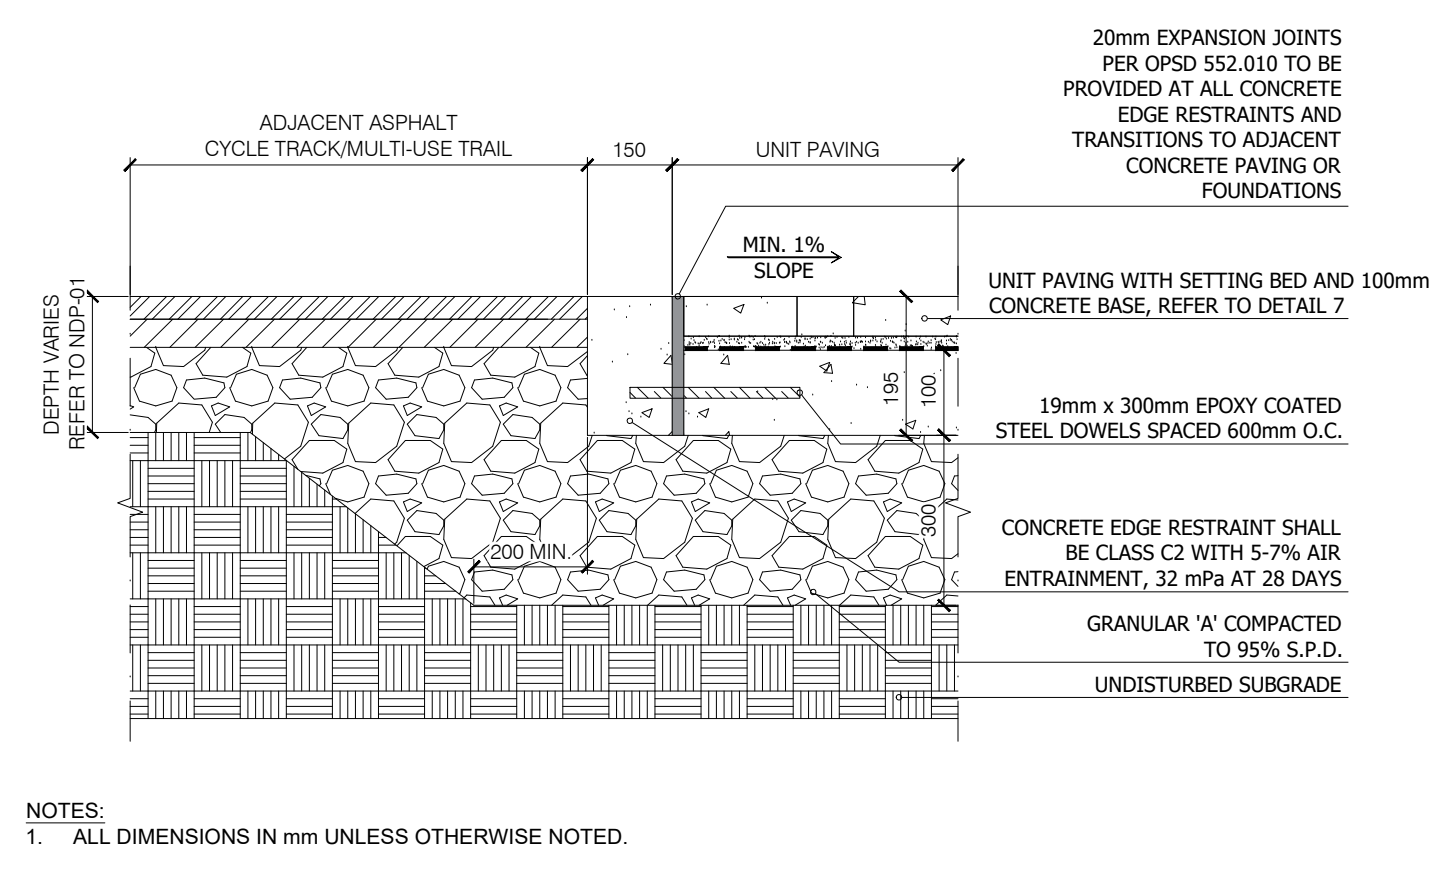 20mm EXPANSION JOINTS
PER OPSD 552.010 TO BE
PROVIDED AT ALL CONCRETE
EDGE RESTRAINTS AND
TRANSITIONS TO ADJACENT
CONCRETE PAVING OR
FOUNDATIONS
ADJACENT ASPHALT
CYCLE TRACK/MULTI-USE TRAIL
150
UNIT PAVING
MIN. 1%
SLOPE
UNIT PAVING WITH SETTING BED AND 100mm
CONCRETE BASE, REFER TO DETAIL 7
DEPTH VARIES
REFER TO NDP-01
195
100
19mm x 300mm EPOXY COATED
STEEL DOWELS SPACED 600mm O.C.
300
200 MIN.
CONCRETE EDGE RESTRAINT SHALL
BE CLASS C2 WITH 5-7% AIR
ENTRAINMENT, 32 mPa AT 28 DAYS
GRANULAR 'A' COMPACTED
TO 95% S.P.D.
UNDISTURBED SUBGRADE
NOTES:
1. ALL DIMENSIONS IN mm UNLESS OTHERWISE NOTED.